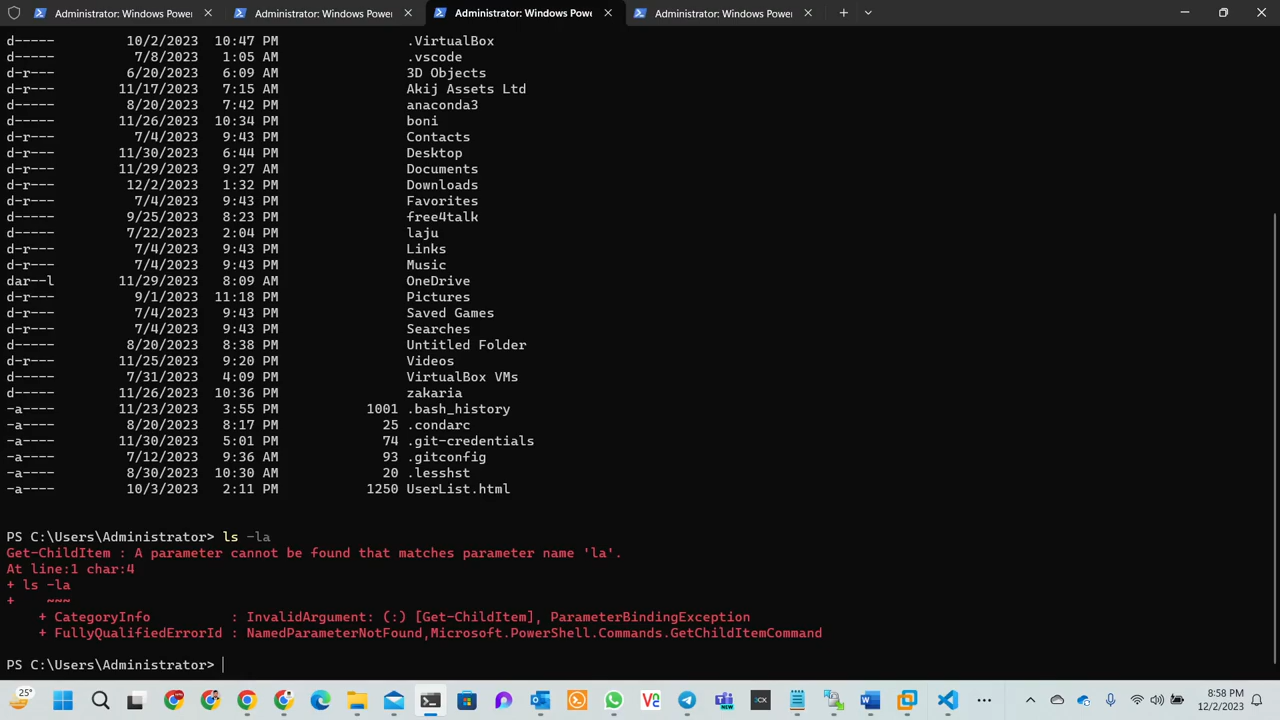 Administrator: Windows Powe
Administrator: Windows Powe
Administrator: Windows Powe
Administrator: Windows Powe
d----- 10/2/2023 10:47 PM .VirtualBox
d----- 7/8/2023 1:05 AM .vscode
d-r--- 6/20/2023 6:09 AM 3D Objects
d-r--- 11/17/2023 7:15 AM Akij Assets Ltd
d----- 8/20/2023 7:42 PM anaconda3
d----- 11/26/2023 10:34 PM boni
d-r--- 7/4/2023 9:43 PM Contacts
d-r--- 11/30/2023 6:44 PM Desktop
d-r--- 11/29/2023 9:27 AM Documents
d-r--- 12/2/2023 1:32 PM Downloads
d-r--- 7/4/2023 9:43 PM Favorites
d----- 9/25/2023 8:23 PM free4talk
d----- 7/22/2023 2:04 PM laju
d-r--- 7/4/2023 9:43 PM Links
d-r--- 7/4/2023 9:43 PM Music
dar--l 11/29/2023 8:09 AM OneDrive
d-r--- 9/1/2023 11:18 PM Pictures
d-r--- 7/4/2023 9:43 PM Saved Games
d-r--- 7/4/2023 9:43 PM Searches
d----- 8/20/2023 8:38 PM Untitled Folder
d-r--- 11/25/2023 9:20 PM Videos
d----- 7/31/2023 4:09 PM VirtualBox VMs
d----- 11/26/2023 10:36 PM zakaria
-a---- 11/23/2023 3:55 PM 1001 .bash_history
-a---- 8/20/2023 8:17 PM 25 .condarc
-a---- 11/30/2023 5:01 PM 74 .git-credentials
-a---- 7/12/2023 9:36 AM 93 .gitconfig
-a---- 8/30/2023 10:30 AM 20 .lesshst
-a---- 10/3/2023 2:11 PM 1250 UserList.html
PS C:\Users\Administrator> ls -la
Get-ChildItem : A parameter cannot be found that matches parameter name 'la'.
At line:1 char:4
+ ls -la
+ ~~~
+ CategoryInfo : InvalidArgument: (:) [Get-ChildItem], ParameterBindingException
+ FullyQualifiedErrorId : NamedParameterNotFound,Microsoft.PowerShell.Commands.GetChildItemCommand
PS C:\Users\Administrator>
25°
NEW
8:58 PM
12/2/2023